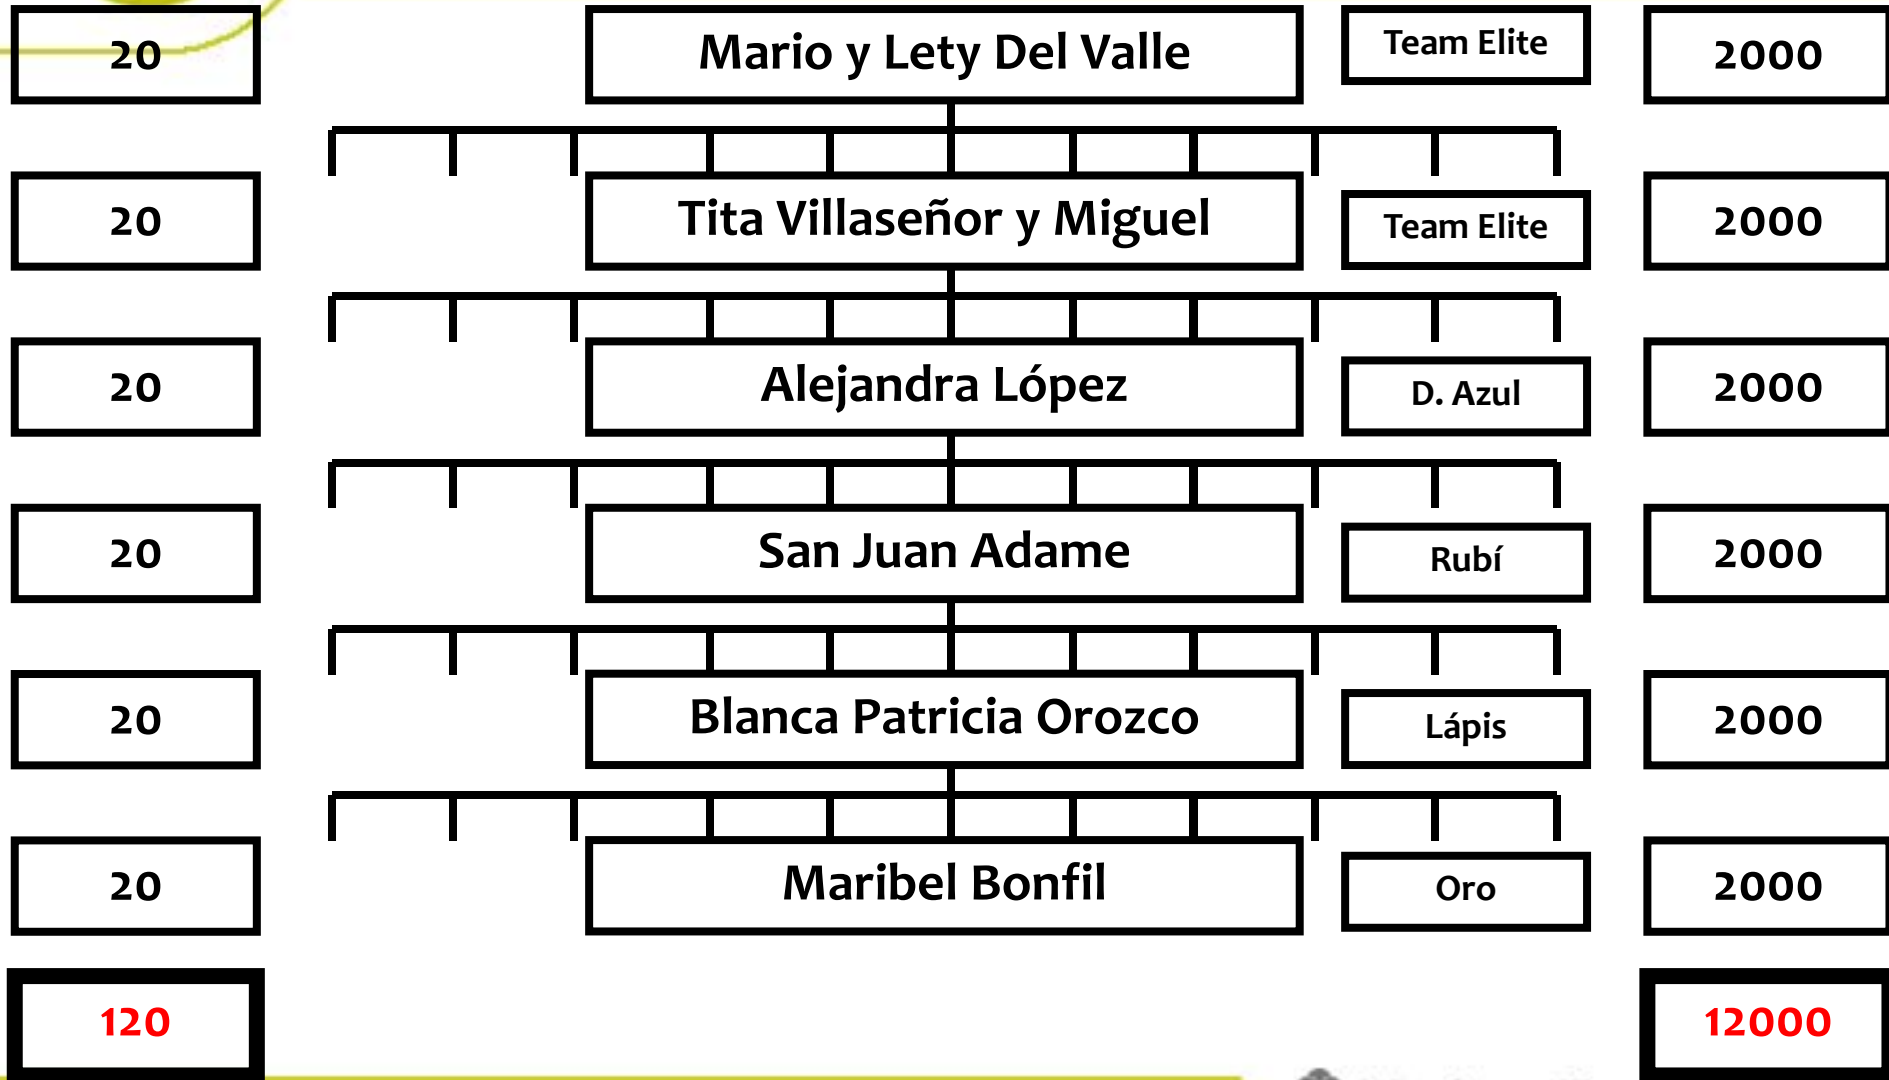 20
Mario y Lety Del Valle
Team Elite
2000
20
Tita Villaseñor y Miguel
Team Elite
2000
20
Alejandra López
D. Azul
2000
20
San Juan Adame
Rubí
2000
20
Blanca Patricia Orozco
Lápis
2000
20
Maribel Bonfil
Oro
2000
120
12000